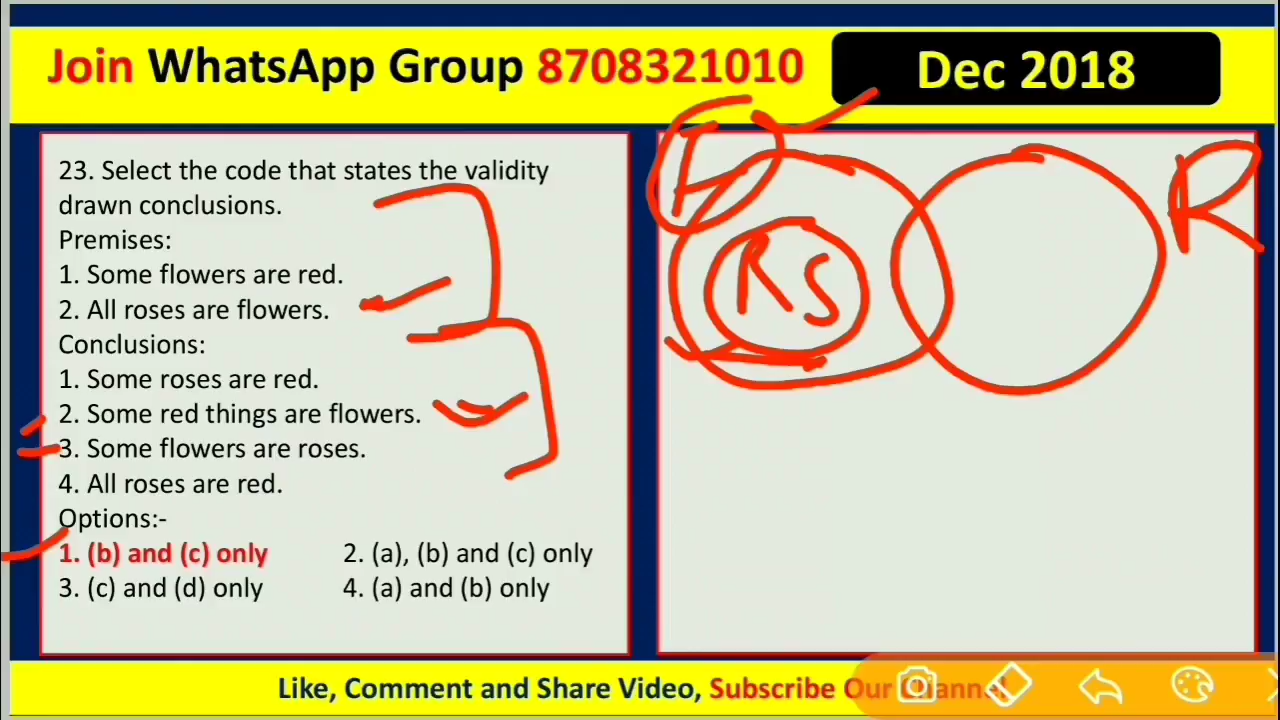 Join WhatsApp Group 8708321010
Dec 2018
23. Select the code that states the validity
drawn conclusions.
Premises:
1. Some flowers are red.
2. All roses are flowers.
Conclusions:
1. Some roses are red.
2. Some red things are flowers.
3. Some flowers are roses.
4. All roses are red.
Options:-
1. (b) and (c) only
2. (a), (b) and (c) only
3. (c) and (d) only
4. (a) and (b) only
F
R
RS
Like, Comment and Share Video, Subscribe Our Channel